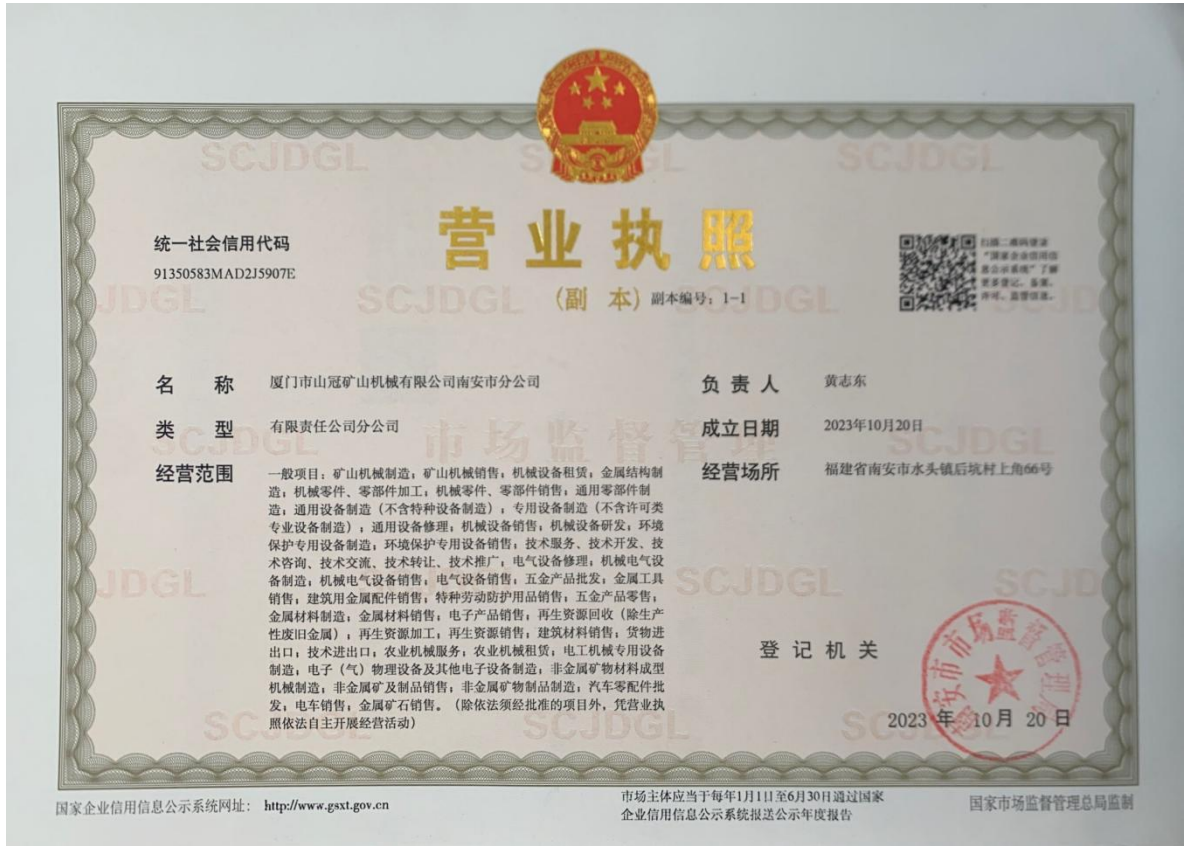 营业执照
(副 本) 副本编号：1-1
统一社会信用代码
91350583MAD2J5907E
扫描二维码登录
“国家企业信用信
息公示系统”了解
更多登记、备案、
许可、监管信息。
名 称 厦门市山冠矿山机械有限公司南安市分公司
类 型 有限责任公司分公司
经营范围 一般项目：矿山机械制造；矿山机械销售；机械设备租赁；金属结构制
造；机械零件、零部件加工；机械零件、零部件销售；通用零部件制
造；通用设备制造（不含特种设备制造）；专用设备制造（不含许可类
专业设备制造）；通用设备修理；机械设备销售；机械设备研发；环境
保护专用设备制造；环境保护专用设备销售；技术服务、技术开发、技
术咨询、技术交流、技术转让、技术推广；电气设备修理；机械电气设
备制造；机械电气设备销售；电气设备销售；五金产品批发；金属工具
销售；建筑用金属配件销售；特种劳动防护用品销售；五金产品零售；
金属材料制造；金属材料销售；电子产品销售；再生资源回收（除生产
性废旧金属）；再生资源加工；再生资源销售；建筑材料销售；货物进
出口；技术进出口；农业机械服务；农业机械租赁；电工机械专用设备
制造；电子（气）物理设备及其他电子设备制造；非金属矿物材料成型
机械制造；非金属矿及制品销售；非金属矿物制品制造；汽车零配件批
发；电车销售；金属矿石销售。（除依法须经批准的项目外，凭营业执
照依法自主开展经营活动）
负 责 人 黄志东
成立日期 2023年10月20日
经营场所 福建省南安市水头镇后坑村上角66号
登 记 机 关
南安市市场监督管理局
2023 年 10 月 20 日
国家企业信用信息公示系统网址： http://www.gsxt.gov.cn
市场主体应当于每年1月1日至6月30日通过国家
企业信用信息公示系统报送公示年度报告
国家市场监督管理总局监制
SCJDGL
市场监督管理